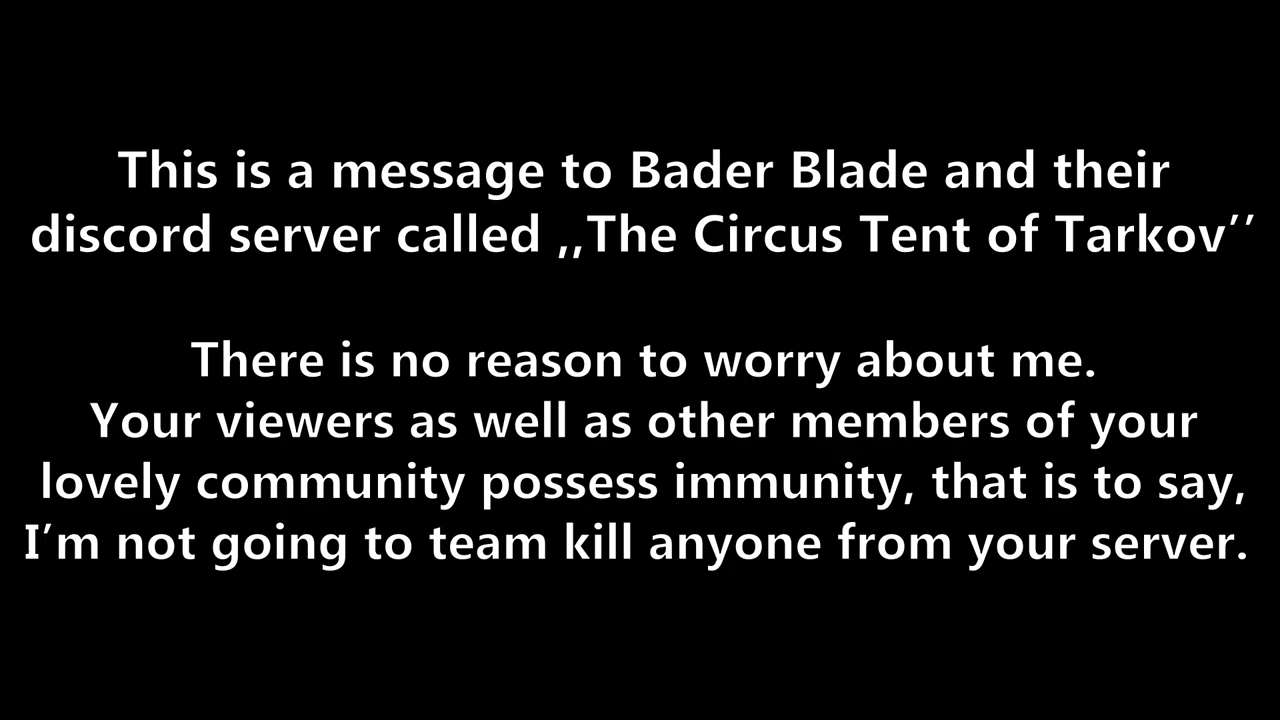 This is a message to Bader Blade and their
discord server called ,,The Circus Tent of Tarkov’’
There is no reason to worry about me.
Your viewers as well as other members of your
lovely community possess immunity, that is to say,
I’m not going to team kill anyone from your server.